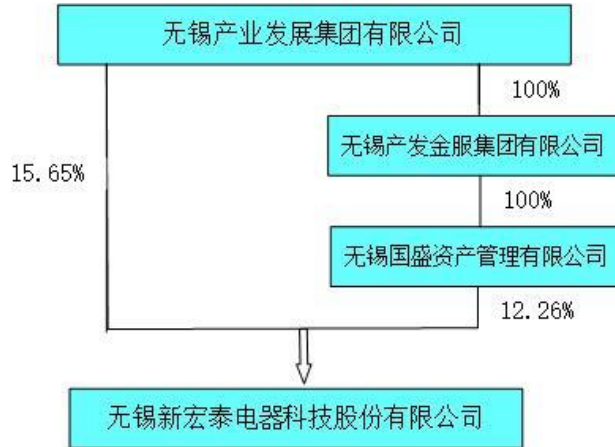 无锡产业发展集团有限公司
100%
无锡产发金服集团有限公司
15.65%
100%
无锡国盛资产管理有限公司
12.26%
无锡新宏泰电器科技股份有限公司